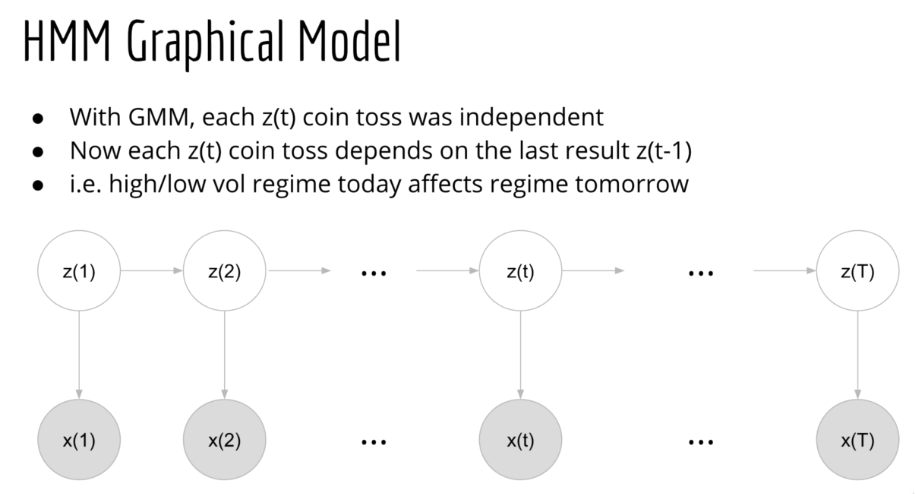 HMM Graphical Model
● With GMM, each z(t) coin toss was independent
● Now each z(t) coin toss depends on the last result z(t-1)
● i.e. high/low vol regime today affects regime tomorrow
z(1) z(2) ... z(t) ... z(T)
x(1) x(2) ... x(t) ... x(T)